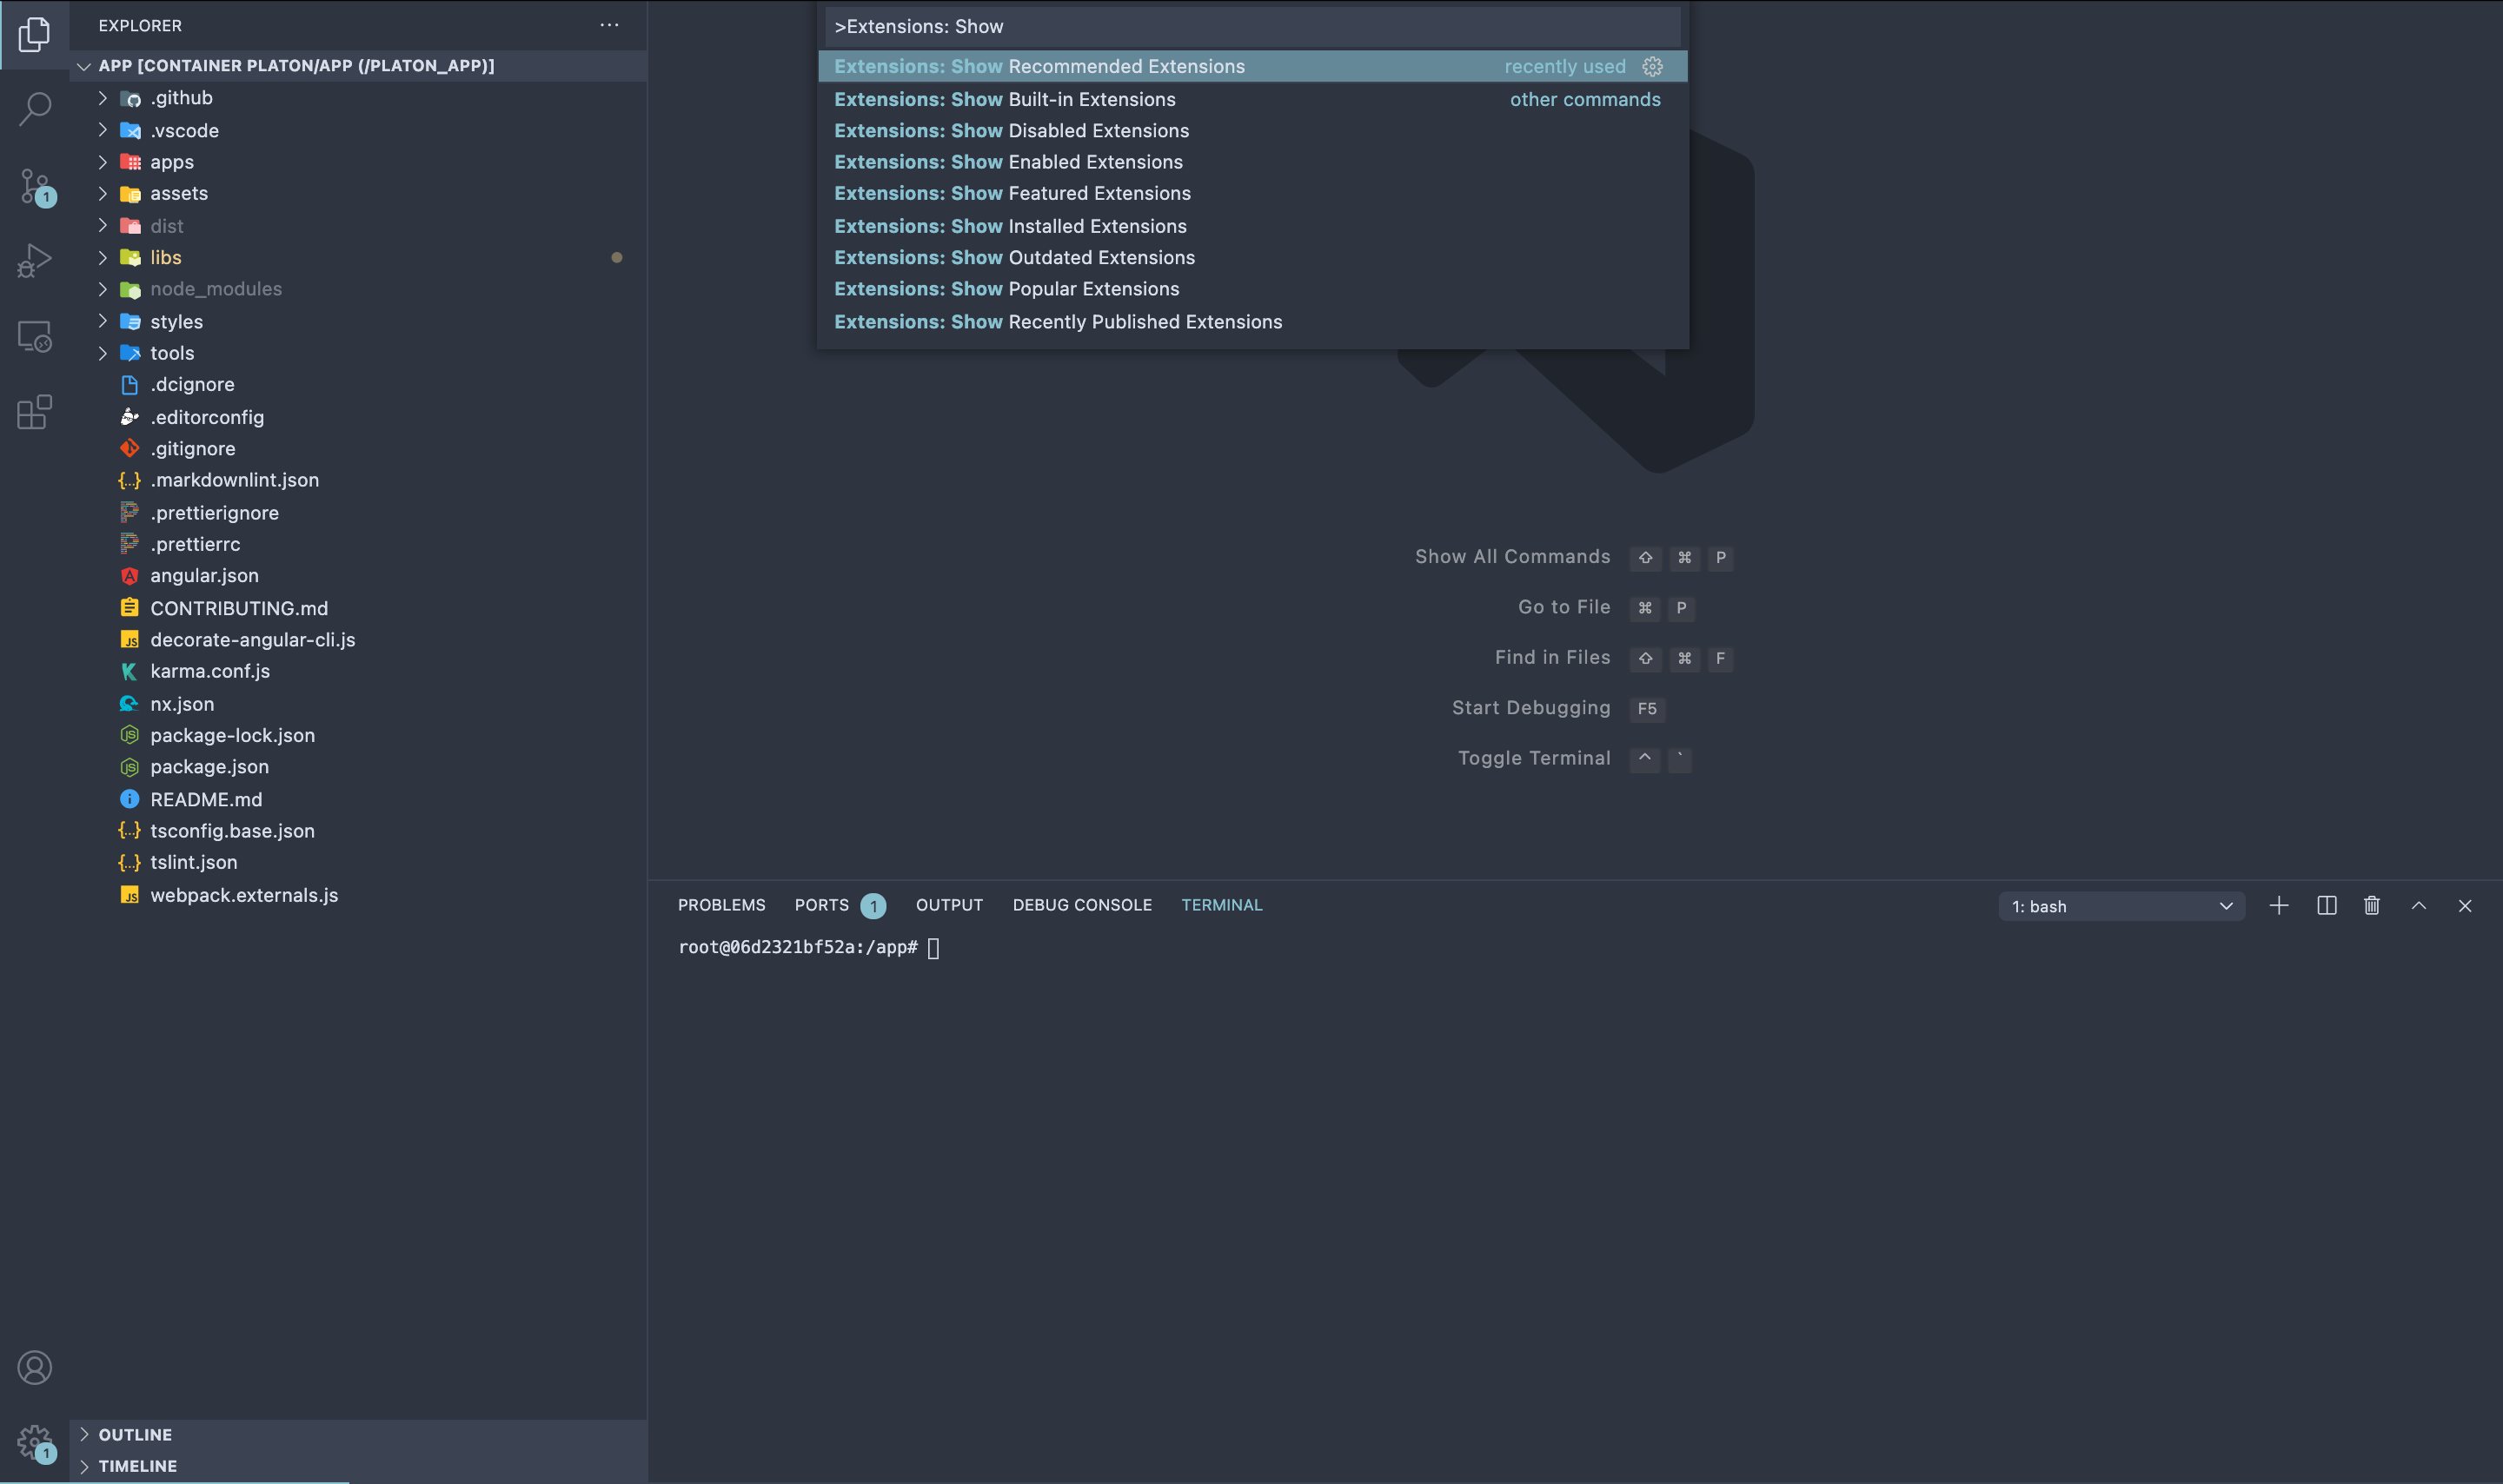 EXPLORER
APP [CONTAINER PLATON/APP (/PLATON_APP)]
.github
.vscode
apps
assets
dist
libs
node_modules
styles
tools
.dcignore
.editorconfig
.gitignore
.markdownlint.json
.prettierignore
.prettierrc
angular.json
CONTRIBUTING.md
decorate-angular-cli.js
karma.conf.js
nx.json
package-lock.json
package.json
README.md
tsconfig.base.json
tslint.json
webpack.externals.js
OUTLINE
TIMELINE
1
1
>Extensions: Show
Extensions: Show Recommended Extensions recently used
Extensions: Show Built-in Extensions other commands
Extensions: Show Disabled Extensions
Extensions: Show Enabled Extensions
Extensions: Show Featured Extensions
Extensions: Show Installed Extensions
Extensions: Show Outdated Extensions
Extensions: Show Popular Extensions
Extensions: Show Recently Published Extensions
Show All Commands ⇧ ⌘ P
Go to File ⌘ P
Find in Files ⇧ ⌘ F
Start Debugging F5
Toggle Terminal ^ `
PROBLEMS PORTS 1 OUTPUT DEBUG CONSOLE TERMINAL 1: bash
root@06d2321bf52a:/app#